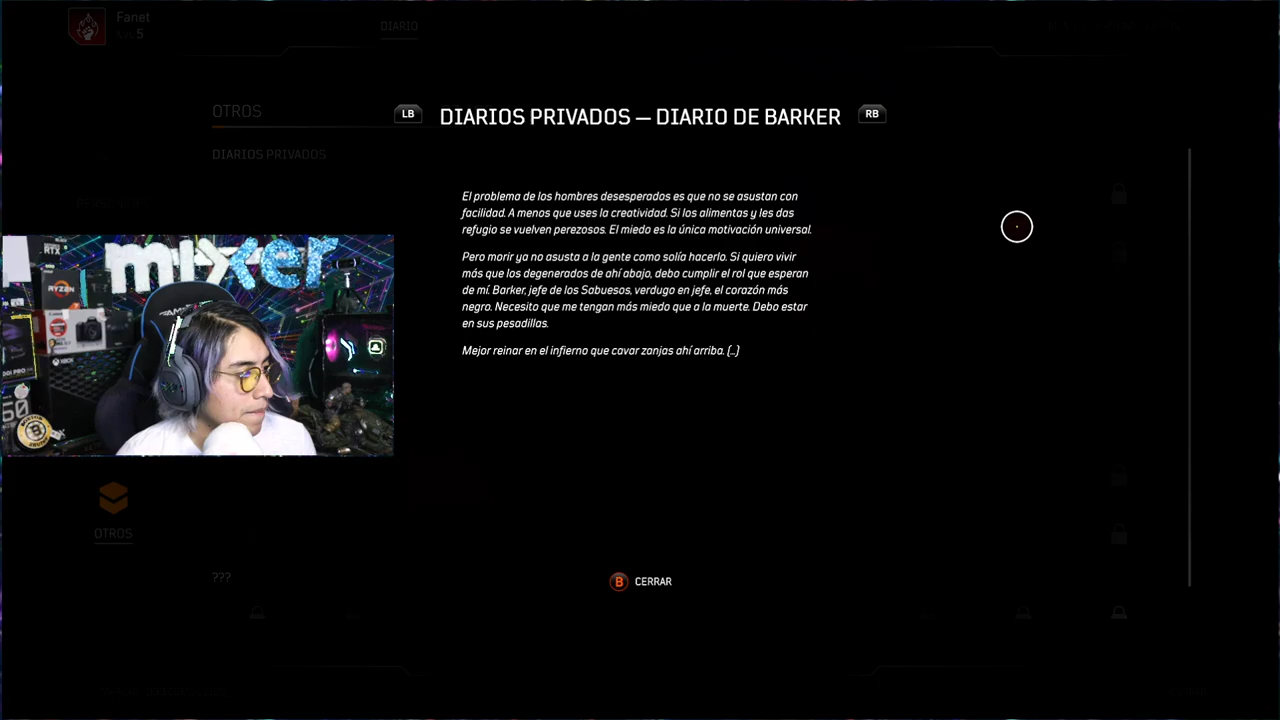 Fanet
5
DIARIO
OTROS
LB
DIARIOS PRIVADOS — DIARIO DE BARKER
RB
DIARIOS PRIVADOS
El problema de los hombres desesperados es que no se asustan con
facilidad. A menos que uses la creatividad. Si los alimentas y les das
refugio se vuelven perezosos. El miedo es la única motivación universal.
Pero morir ya no asusta a la gente como solía hacerlo. Si quiero vivir
más que los degenerados de ahí abajo, debo cumplir el rol que esperan
de mí. Barker, jefe de los Sabuesos, verdugo en jefe, el corazón más
negro. Necesito que me tengan más miedo que a la muerte. Debo estar
en sus pesadillas.
Mejor reinar en el infierno que cavar zanjas ahí arriba. (...)
mixer
RTX
RYZEN
XBOX
50
B
OTROS
???
B
CERRAR